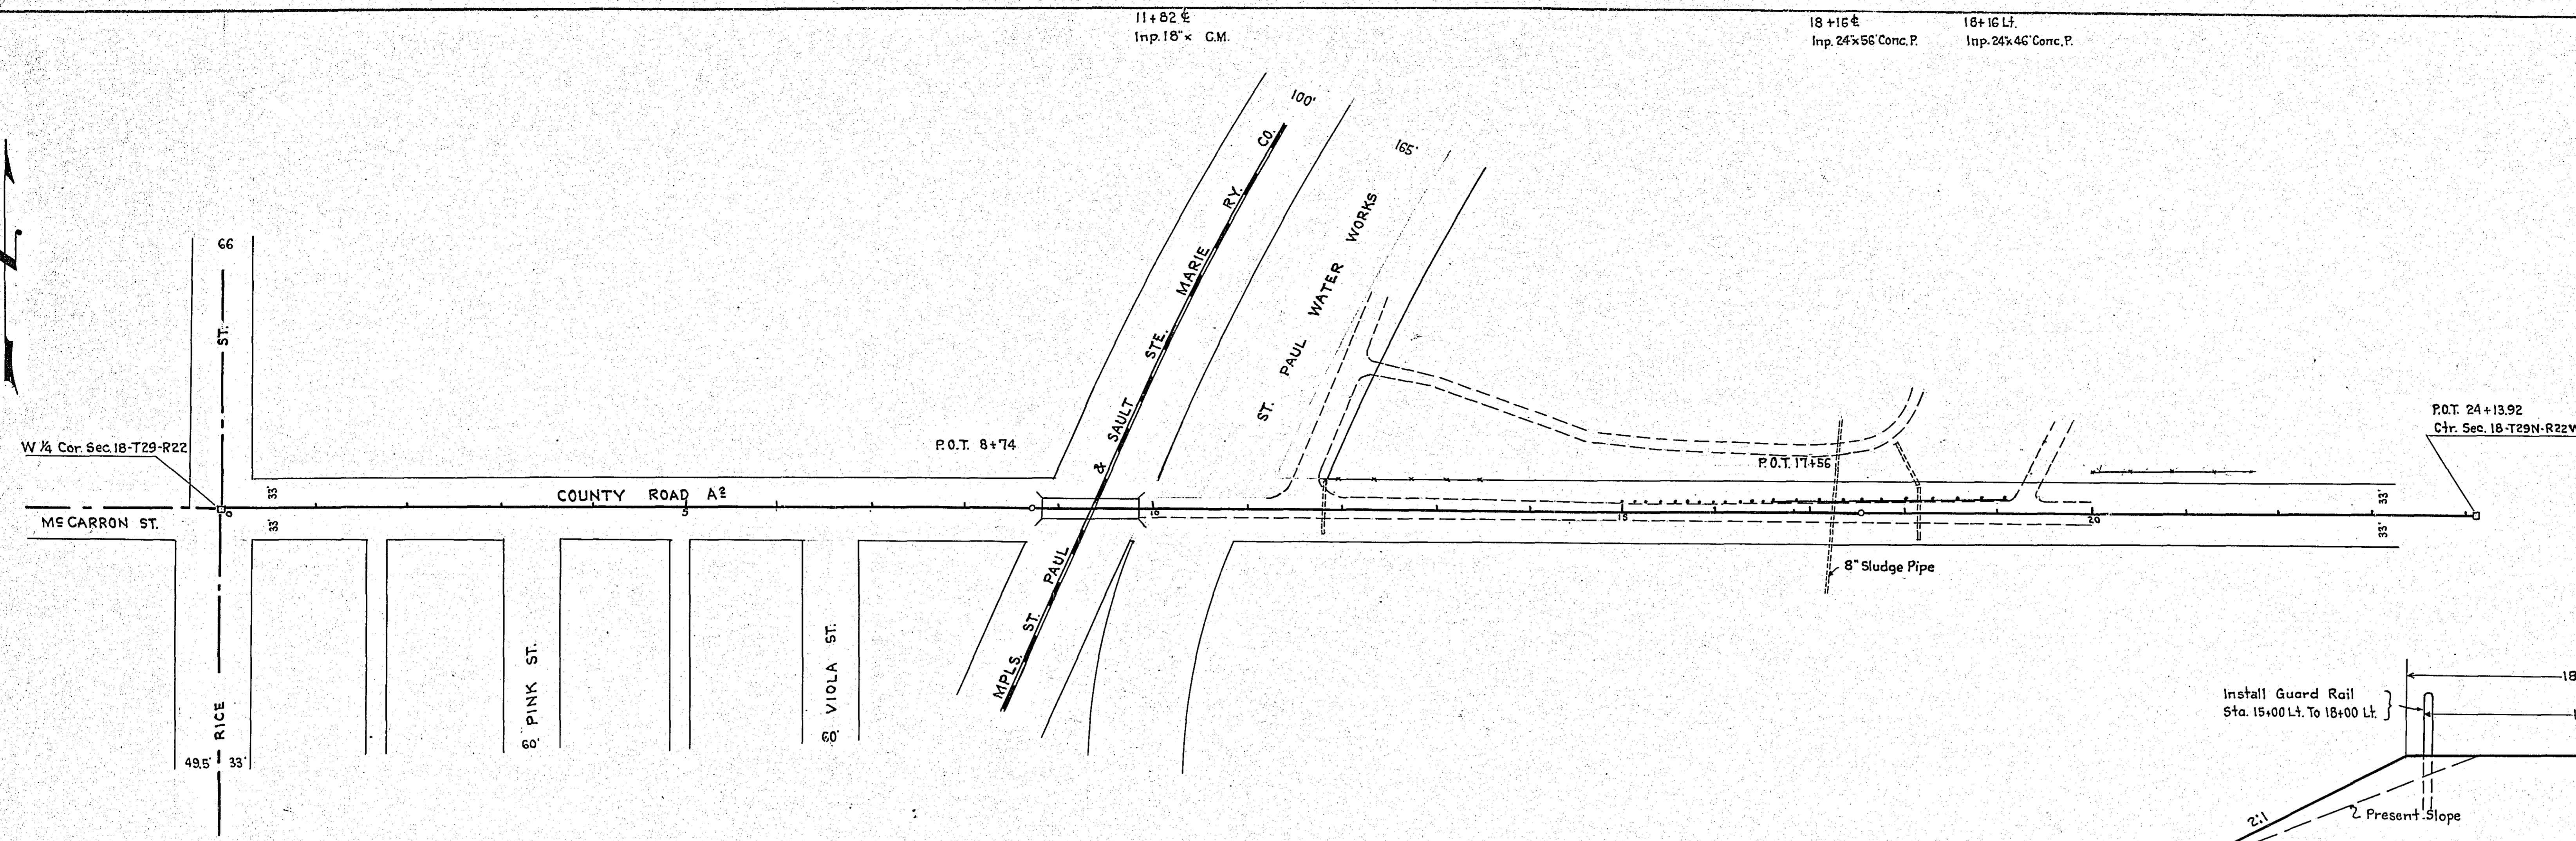 11+82 ℄
Inp. 18" x C.M.
18+16 ℄
Inp. 24"x56' Conc. P.
18+16 Lt.
Inp. 24"x46' Conc. P.
100'
165'
66
ST.
MPLS. ST. PAUL & SAULT STE. MARIE RY. CO.
ST. PAUL WATER WORKS
W ¼ Cor. Sec. 18-T29-R22
P.O.T. 8+74
P.O.T. 17+56
P.O.T. 24+13.92
Ctr. Sec. 18-T29N-R22W
33'
COUNTY ROAD A2
33'
McCARRON ST.
0
33'
5
10
15
20
33'
8" Sludge Pipe
RICE
60' PINK ST.
60' VIOLA ST.
49.5' 33'
18
Install Guard Rail
Sta. 15+00 Lt. To 18+00 Lt.
1
2:1
Present Slope